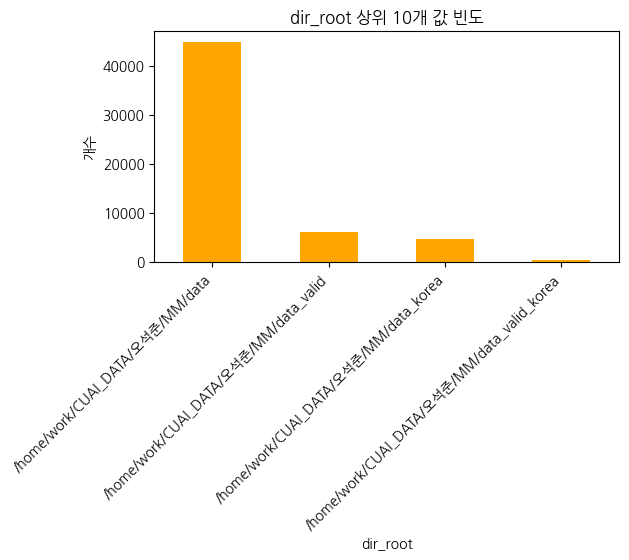 dir_root 상위 10개 값 빈도
개수
40000
30000
20000
10000
0
/home/work/CUAI_DATA/오석준/MM/data
/home/work/CUAI_DATA/오석준/MM/data_valid
/home/work/CUAI_DATA/오석준/MM/data_korea
/home/work/CUAI_DATA/오석준/MM/data_valid_korea
dir_root